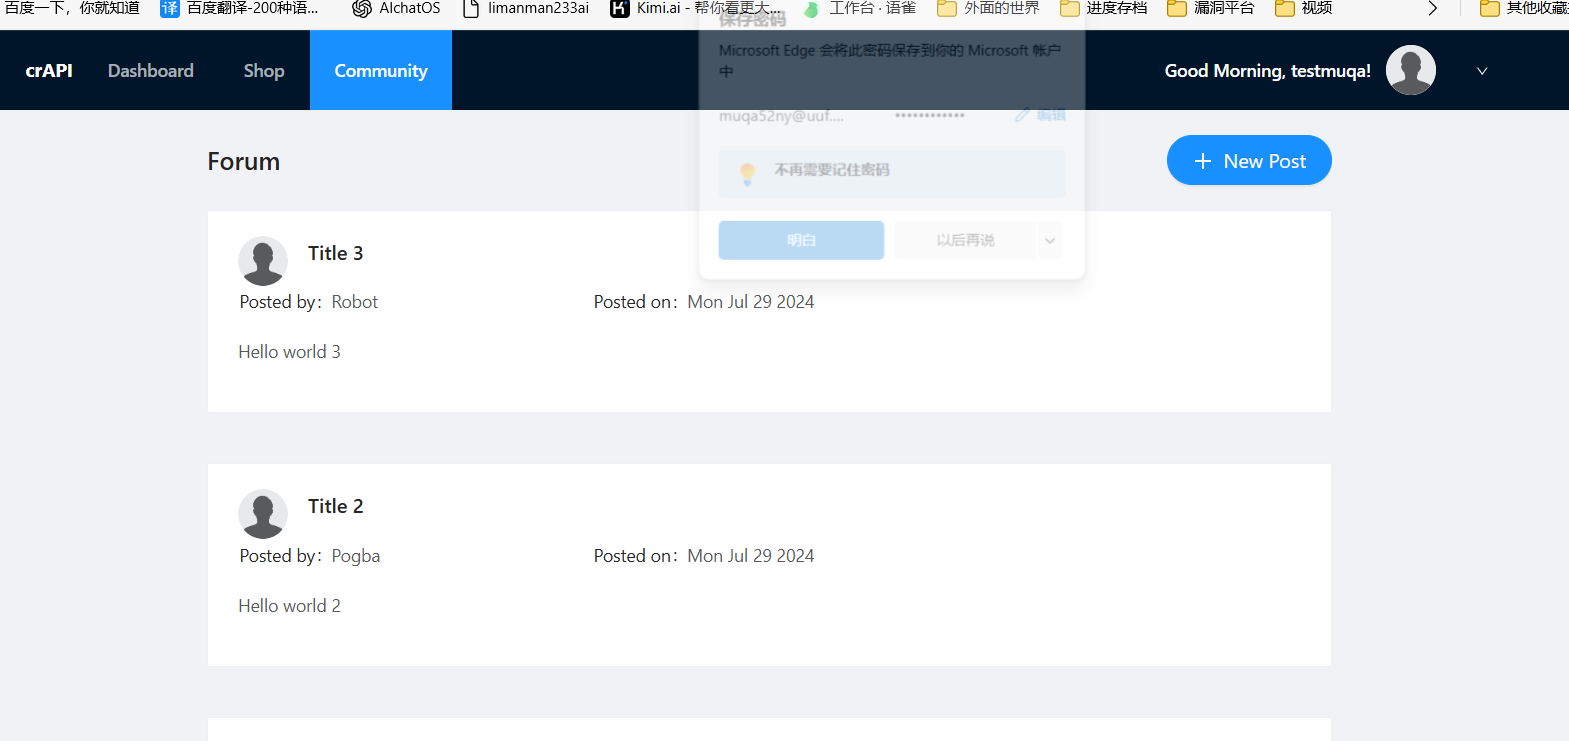 百度一下，你就知道 译 百度翻译-200种语... AIchatOS limanman233ai Kimi.ai - 帮你看更大... 工作台 · 语雀 外面的世界 进度存档 漏洞平台 视频 其他收藏
保存密码
Microsoft Edge 会将此密码保存到你的 Microsoft 帐户
中
crAPI Dashboard Shop Community Good Morning, testmuqa!
muqa52ny@uuf.... •••••••••••• 编辑
Forum + New Post
不再需要记住密码
明白 以后再说
Title 3
Posted by：Robot Posted on：Mon Jul 29 2024
Hello world 3
Title 2
Posted by：Pogba Posted on：Mon Jul 29 2024
Hello world 2